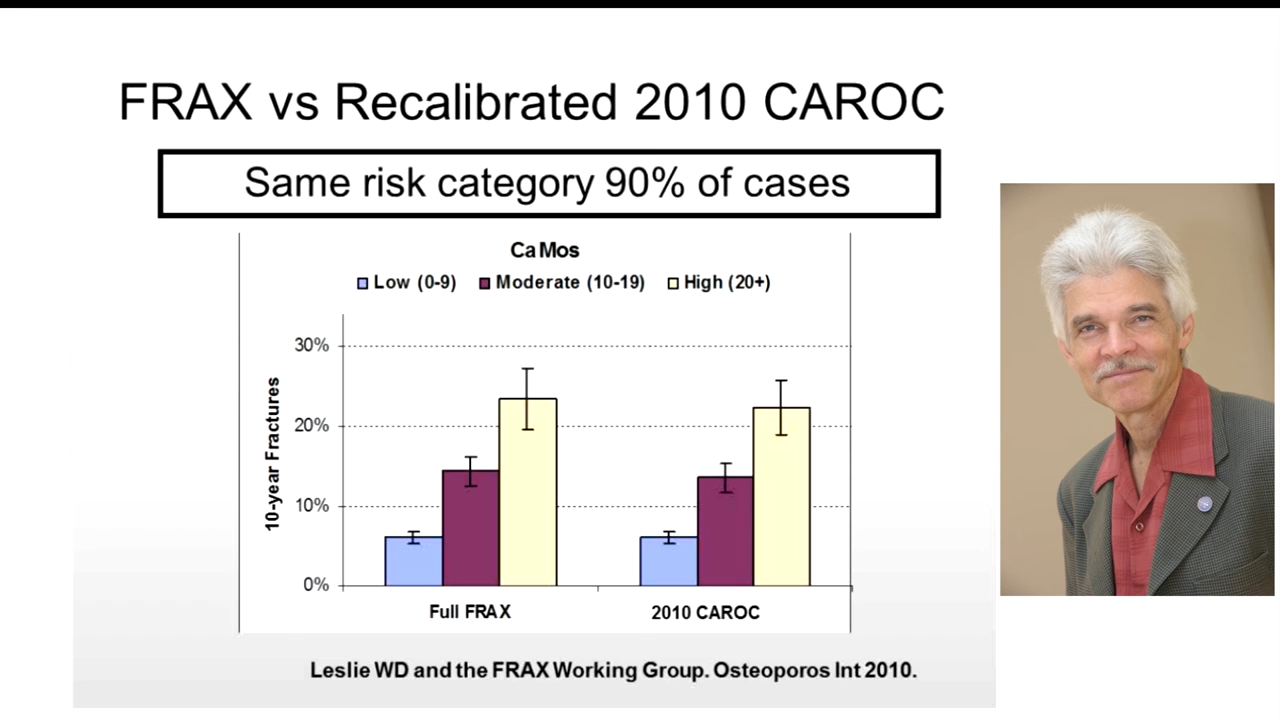 FRAX vs Recalibrated 2010 CAROC
Same risk category 90% of cases
CaMos
Low (0-9) Moderate (10-19) High (20+)
30%
20%
10%
0%
10-year Fractures
Full FRAX 2010 CAROC
Leslie WD and the FRAX Working Group. Osteoporos Int 2010.